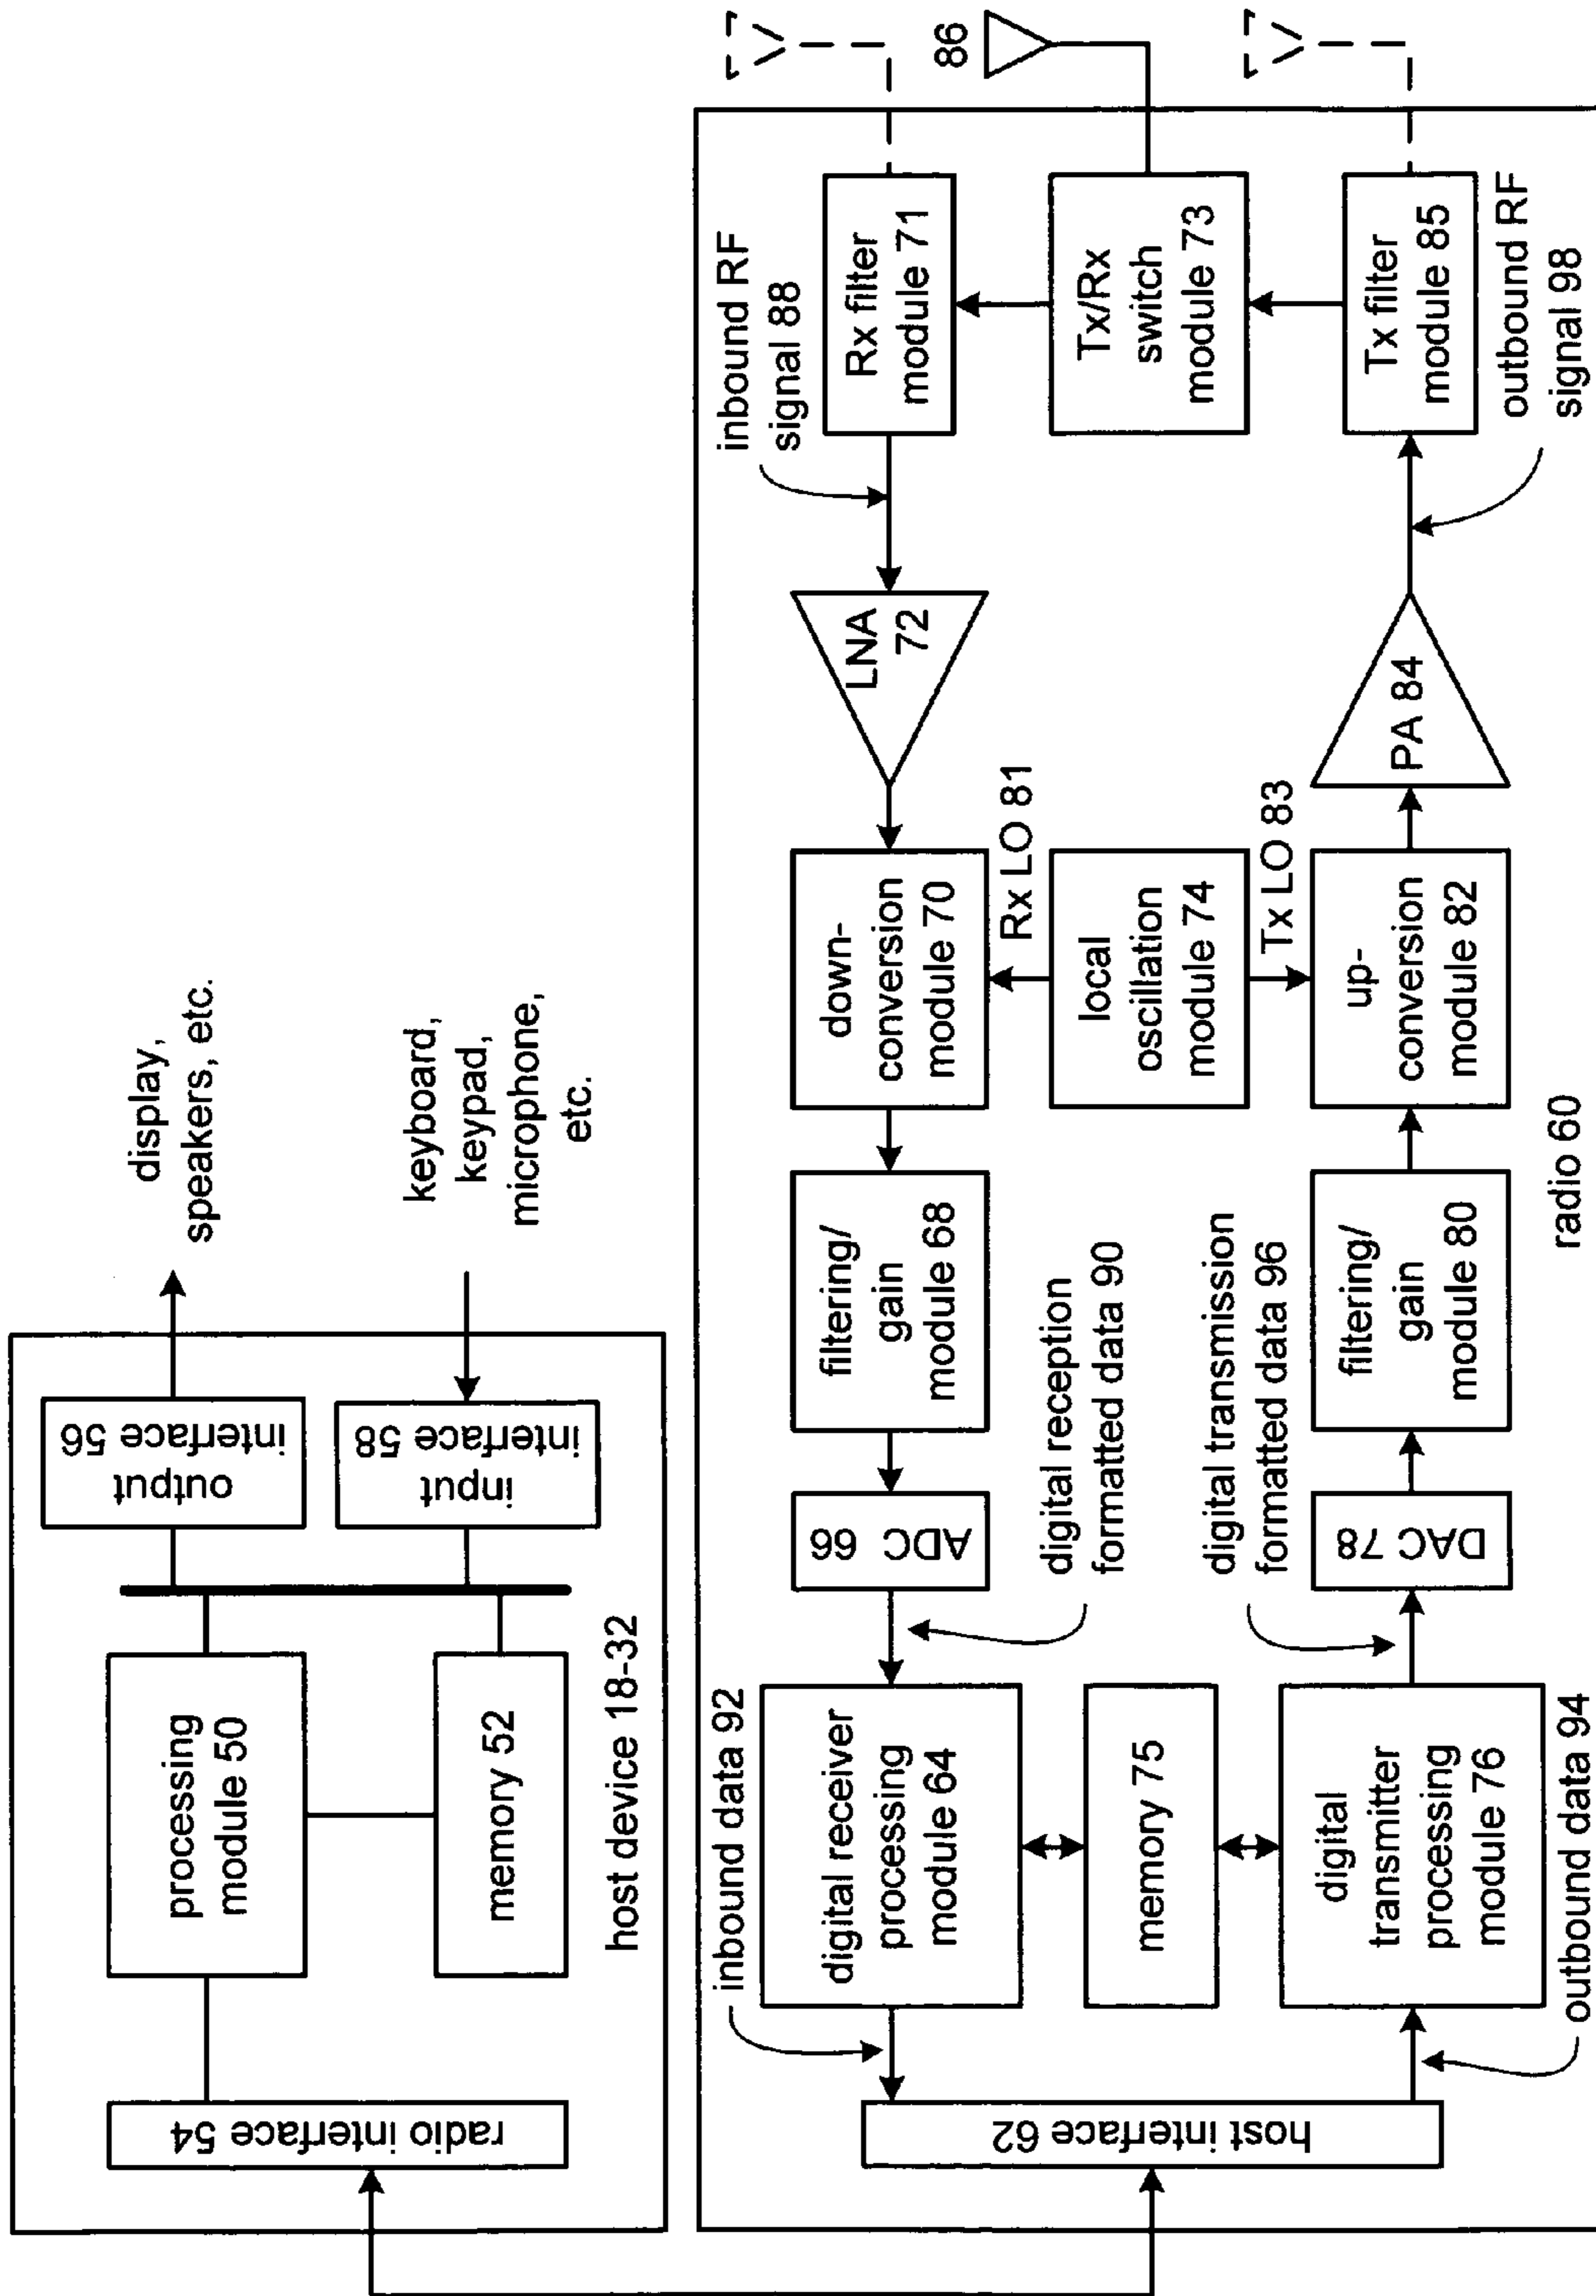 radio interface 54
processing
module 50
memory 52
output
interface 56
input
interface 58
display,
speakers, etc.
keyboard,
keypad,
microphone,
etc.
host device 18-32
host interface 62
inbound data 92
digital receiver
processing
module 64
memory 75
digital
transmitter
processing
module 76
outbound data 94
ADC 66
digital reception
formatted data 90
digital transmission
formatted data 96
DAC 78
filtering/
gain
module 68
filtering/
gain
module 80
down-
conversion
module 70
Rx LO 81
local
oscillation
module 74
Tx LO 83
up-
conversion
module 82
radio 60
LNA
72
PA 84
inbound RF
signal 88
outbound RF
signal 98
Rx filter
module 71
Tx/Rx
switch
module 73
Tx filter
module 85
86